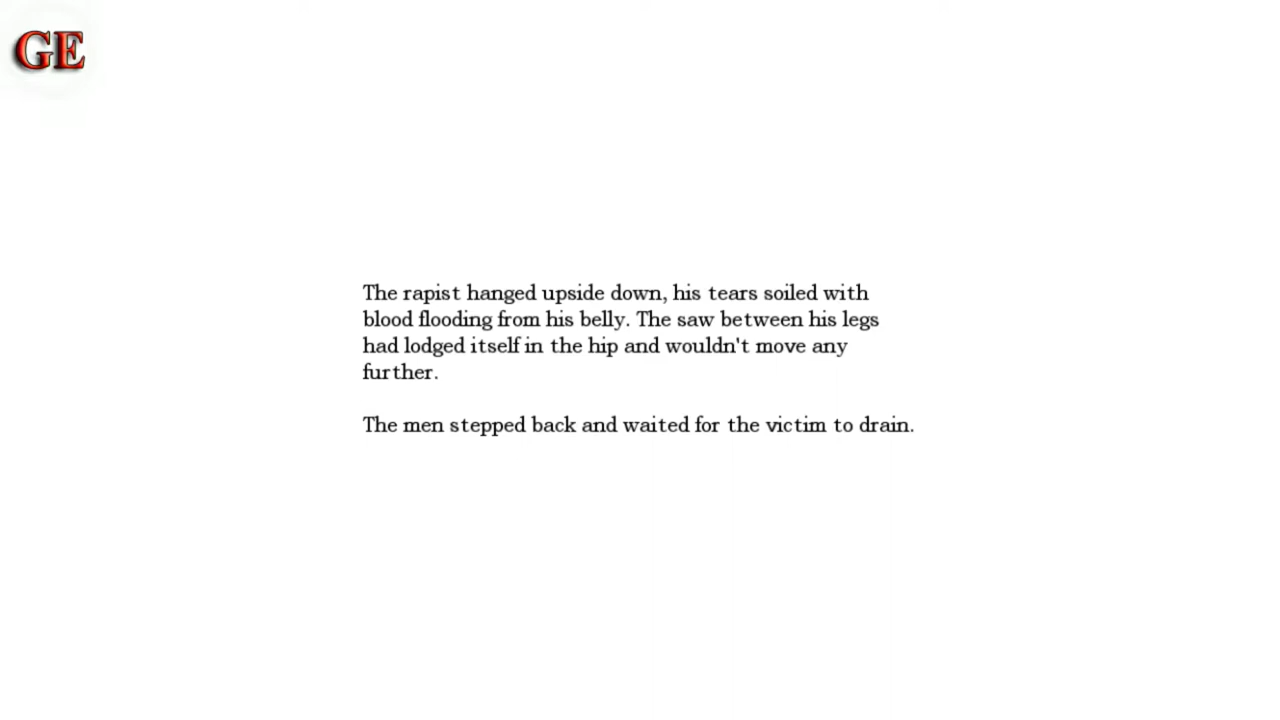 GE
The rapist hanged upside down, his tears soiled with
blood flooding from his belly. The saw between his legs
had lodged itself in the hip and wouldn't move any
further.
The men stepped back and waited for the victim to drain.